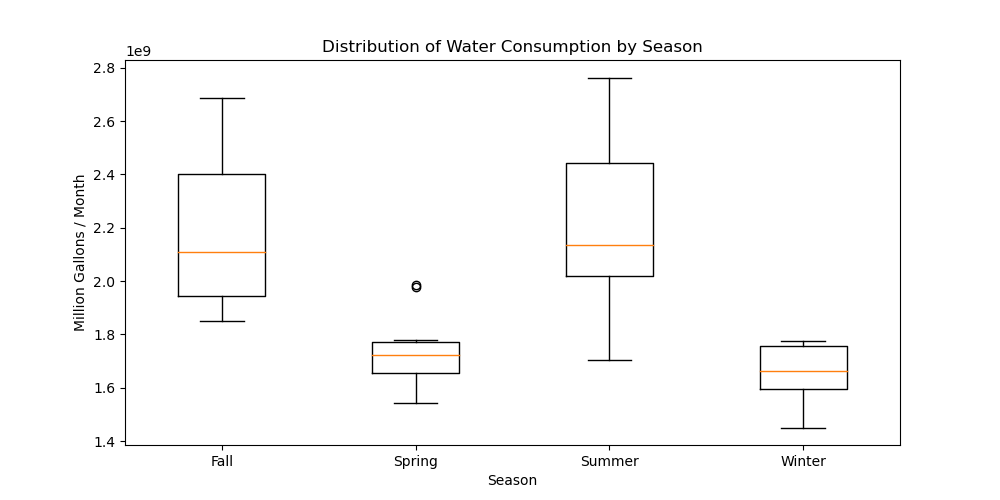 Distribution of Water Consumption by Season
1e9
2.8
2.6
2.4
2.2
2.0
1.8
1.6
1.4
Million Gallons / Month
Fall
Spring
Summer
Winter
Season